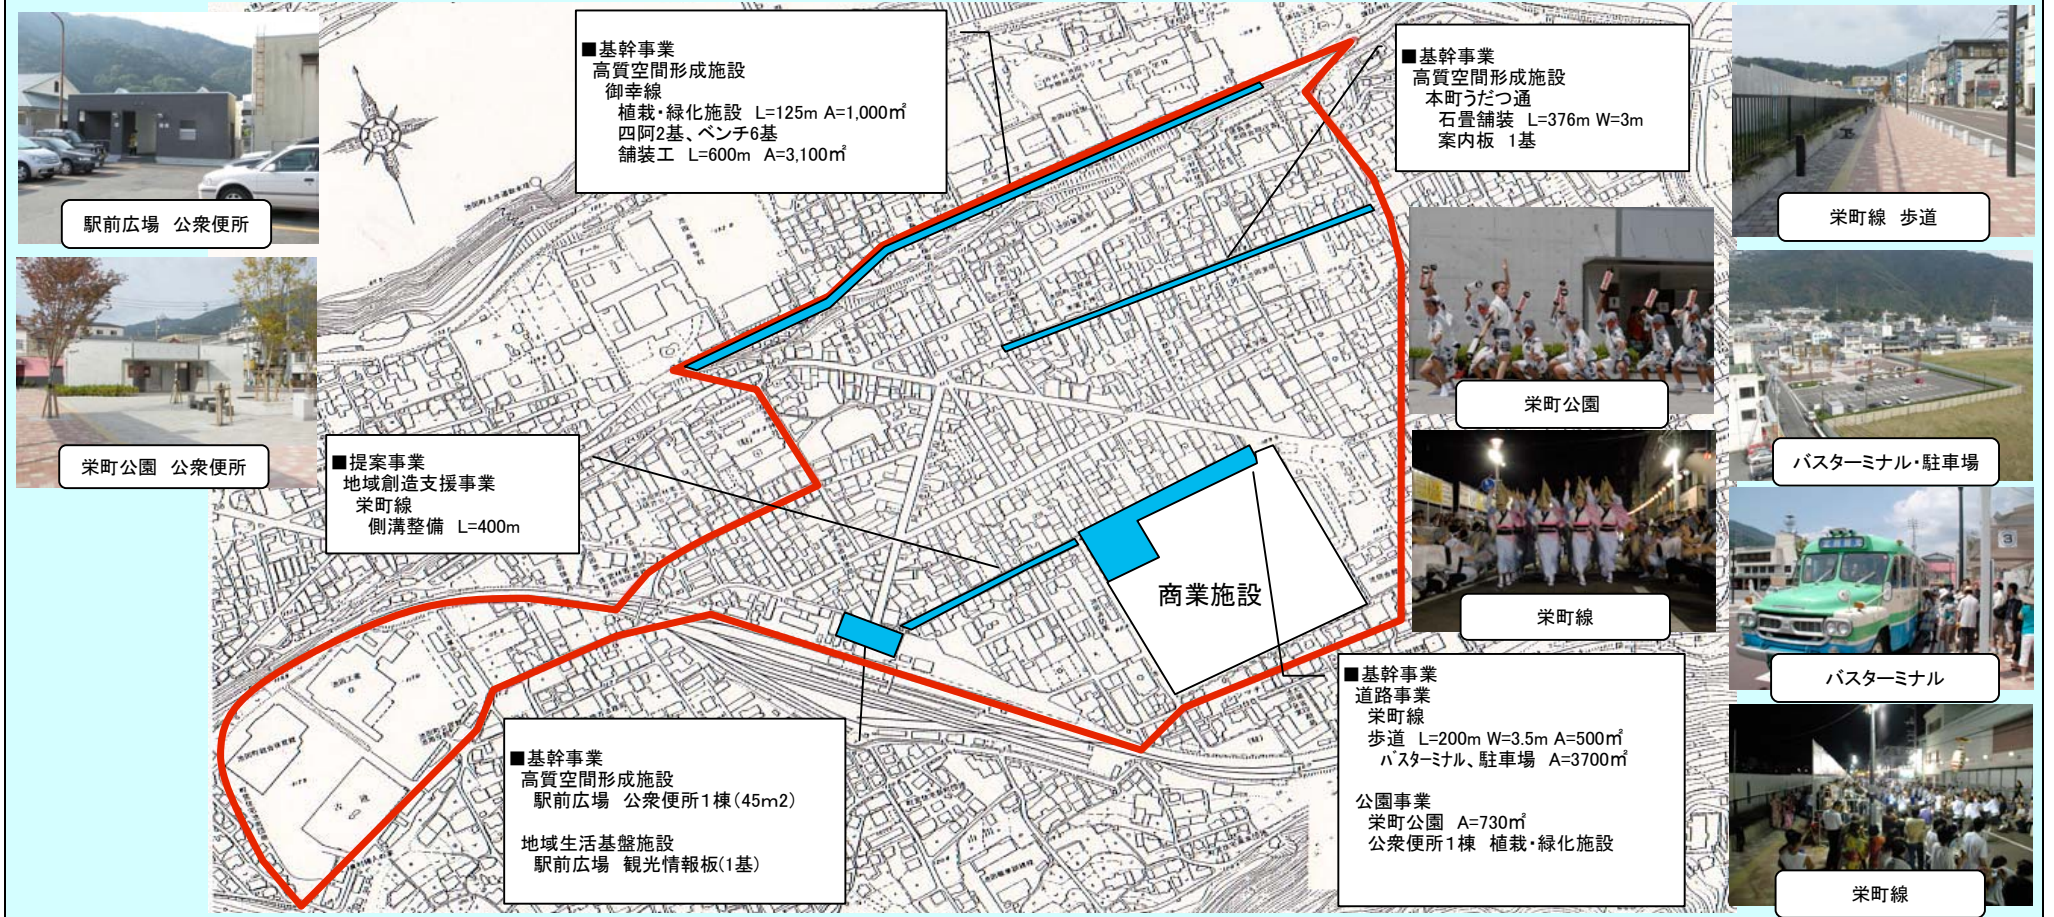 ■基幹事業
高質空間形成施設
御幸線
植栽・緑化施設 L=125m A=1,000㎡
四阿2基、ベンチ6基
舗装工 L=600m A=3,100㎡
■基幹事業
高質空間形成施設
本町うだつ通
石畳舗装 L=376m W=3m
案内板 1基
駅前広場 公衆便所
栄町線 歩道
栄町公園 公衆便所
栄町公園
バスターミナル・駐車場
■提案事業
地域創造支援事業
栄町線
側溝整備 L=400m
商業施設
栄町線
3
バスターミナル
■基幹事業
高質空間形成施設
駅前広場 公衆便所1棟(45m2)
地域生活基盤施設
駅前広場 観光情報板(1基)
■基幹事業
道路事業
栄町線
歩道 L=200m W=3.5m A=500㎡
バスターミナル、駐車場 A=3700㎡
公園事業
栄町公園 A=730㎡
公衆便所1棟 植栽・緑化施設
栄町線